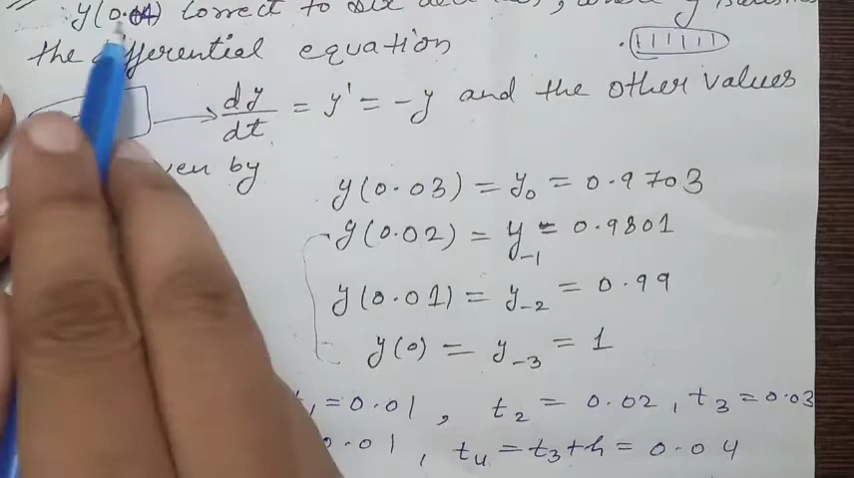 y(0.04) correct to
the differential equation
dy/dt = y' = -y and the other values
given by
y(0.03) = y₀ = 0.9703
y(0.02) = y₋₁ = 0.9801
y(0.01) = y₋₂ = 0.99
y(0) = y₋₃ = 1
t₁ = 0.01, t₂ = 0.02, t₃ = 0.03
0.01, t₄ = t₃+h = 0.04